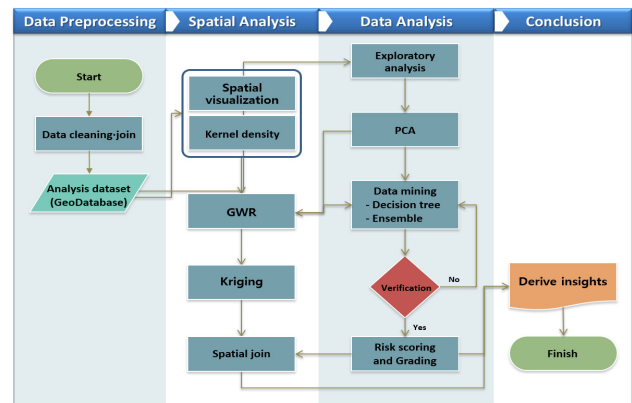 Data Preprocessing
Spatial Analysis
Data Analysis
Conclusion
Start
Data cleaning·join
Analysis dataset
(GeoDatabase)
Spatial
visualization
Kernel density
GWR
Kriging
Spatial join
Exploratory
analysis
PCA
Data mining
- Decision tree
- Ensemble
Verification
No
Yes
Risk scoring
and Grading
Derive insights
Finish